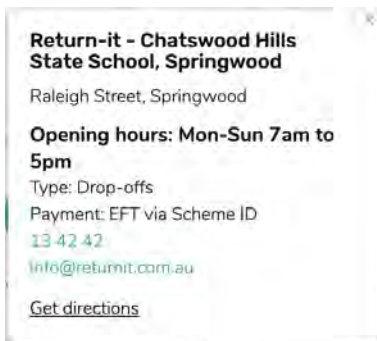 Return-it - Chatswood Hills
State School, Springwood
Raleigh Street, Springwood
Opening hours: Mon-Sun 7am to
5pm
Type: Drop-offs
Payment: EFT via Scheme ID
13 42 42
info@returnit.com.au
Get directions